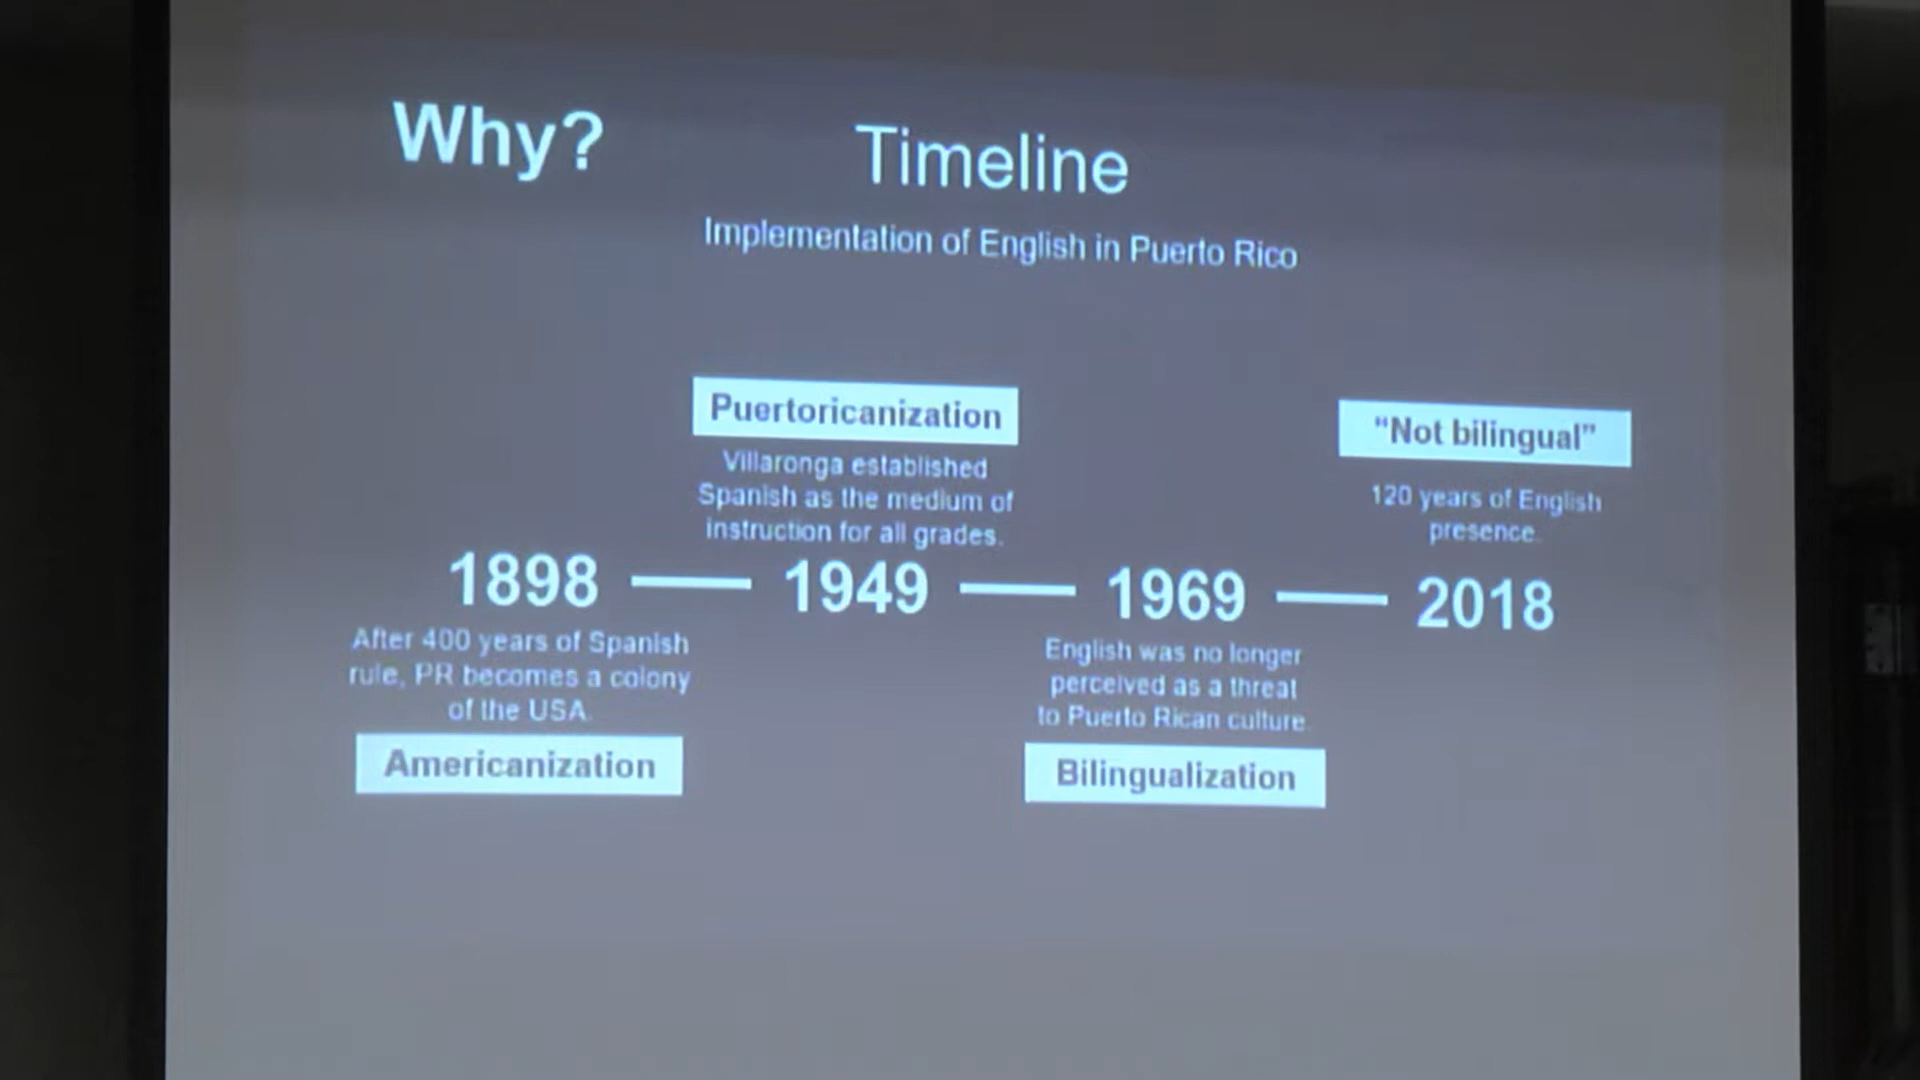 Why?
Timeline
Implementation of English in Puerto Rico
Puertoricanization
Villaronga established
Spanish as the medium of
instruction for all grades.
"Not bilingual"
120 years of English
presence.
1898 — 1949 — 1969 — 2018
After 400 years of Spanish
rule, PR becomes a colony
of the USA.
Americanization
English was no longer
perceived as a threat
to Puerto Rican culture.
Bilingualization